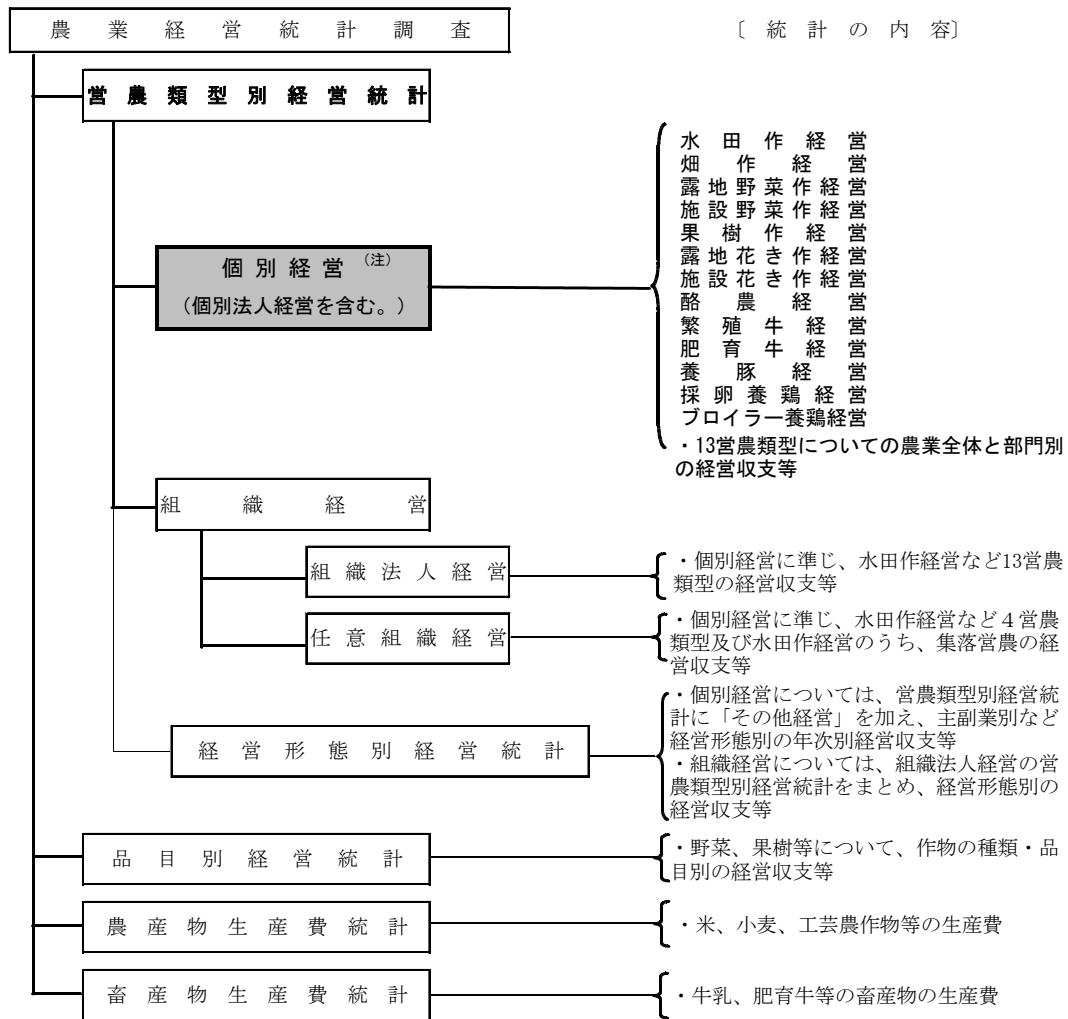 農業経営統計調査
〔統計の内容〕
営農類型別経営統計
個別経営（注）
（個別法人経営を含む。）
水田作経営
畑作経営
露地野菜作経営
施設野菜作経営
果樹作経営
露地花き作経営
施設花き作経営
酪農経営
繁殖牛経営
肥育牛経営
養豚経営
採卵養鶏経営
ブロイラー養鶏経営
・13営農類型についての農業全体と部門別
の経営収支等
組織経営
組織法人経営
・個別経営に準じ、水田作経営など13営農
類型の経営収支等
任意組織経営
・個別経営に準じ、水田作経営など４営農
類型及び水田作経営のうち、集落営農の経
営収支等
経営形態別経営統計
・個別経営については、営農類型別経営統
計に「その他経営」を加え、主副業別など
経営形態別の年次別経営収支等
・組織経営については、組織法人経営の営
農類型別経営統計をまとめ、経営形態別の
経営収支等
品目別経営統計
・野菜、果樹等について、作物の種類・品
目別の経営収支等
農産物生産費統計
・米、小麦、工芸農作物等の生産費
畜産物生産費統計
・牛乳、肥育牛等の畜産物の生産費